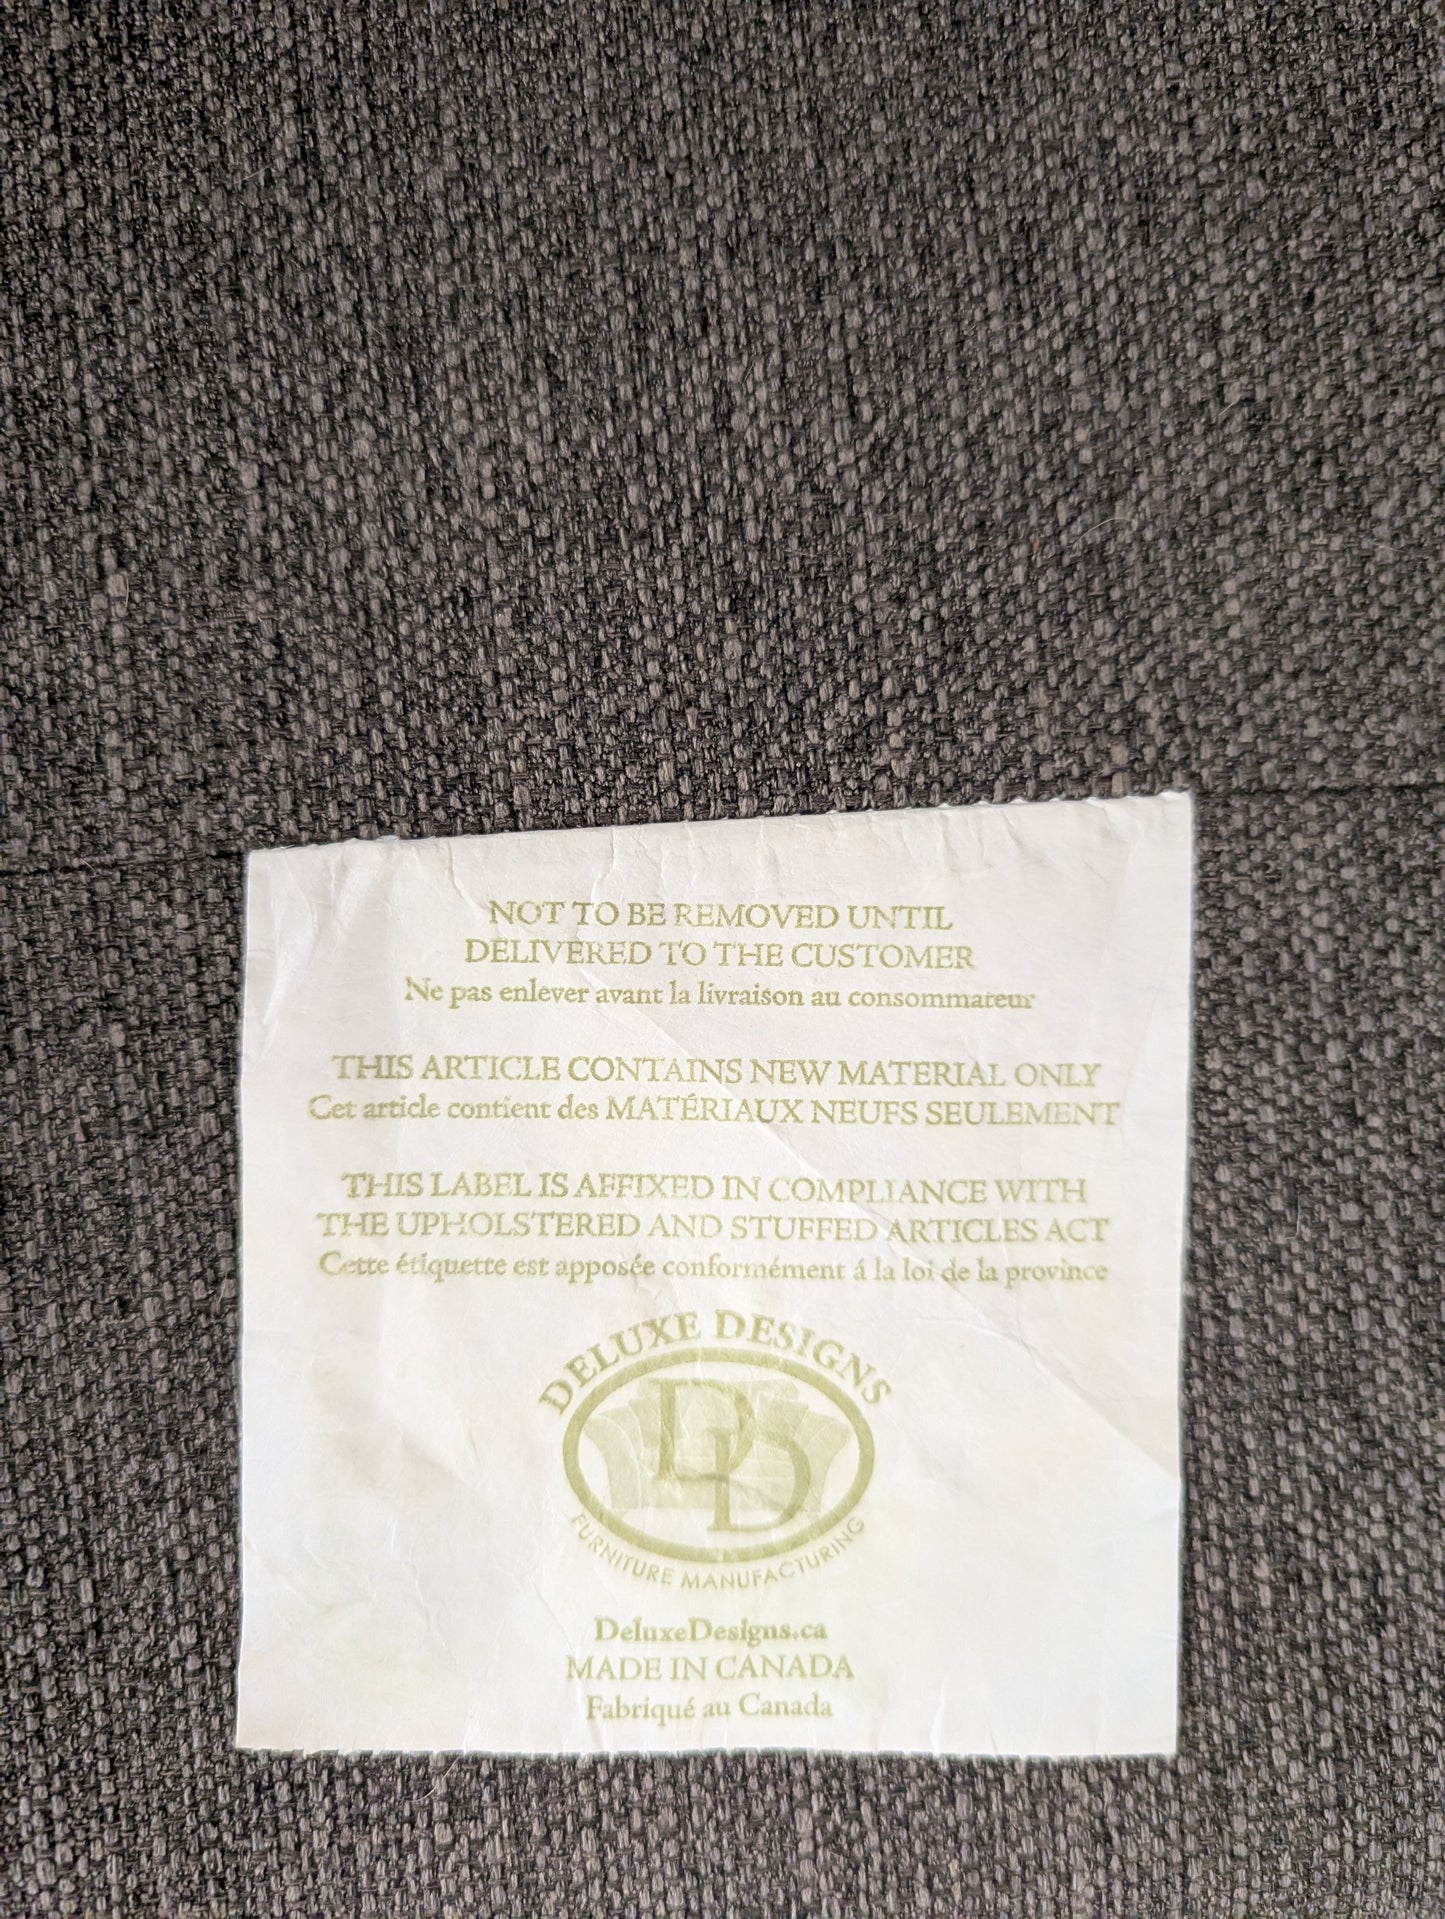 NOT TO BE REMOVED UNTIL
DELIVERED TO THE CUSTOMER
Ne pas enlever avant la livraison au consommateur
THIS ARTICLE CONTAINS NEW MATERIAL ONLY
Cet article contient des MATÉRIAUX NEUFS SEULEMENT
THIS LABEL IS AFFIXED IN COMPLIANCE WITH
THE UPHOLSTERED AND STUFFED ARTICLES ACT
Cette étiquette est apposée conformément á la loi de la province
DELUXE DESIGNS
DD
FURNITURE MANUFACTURING
DeluxeDesigns.ca
MADE IN CANADA
Fabriqué au Canada